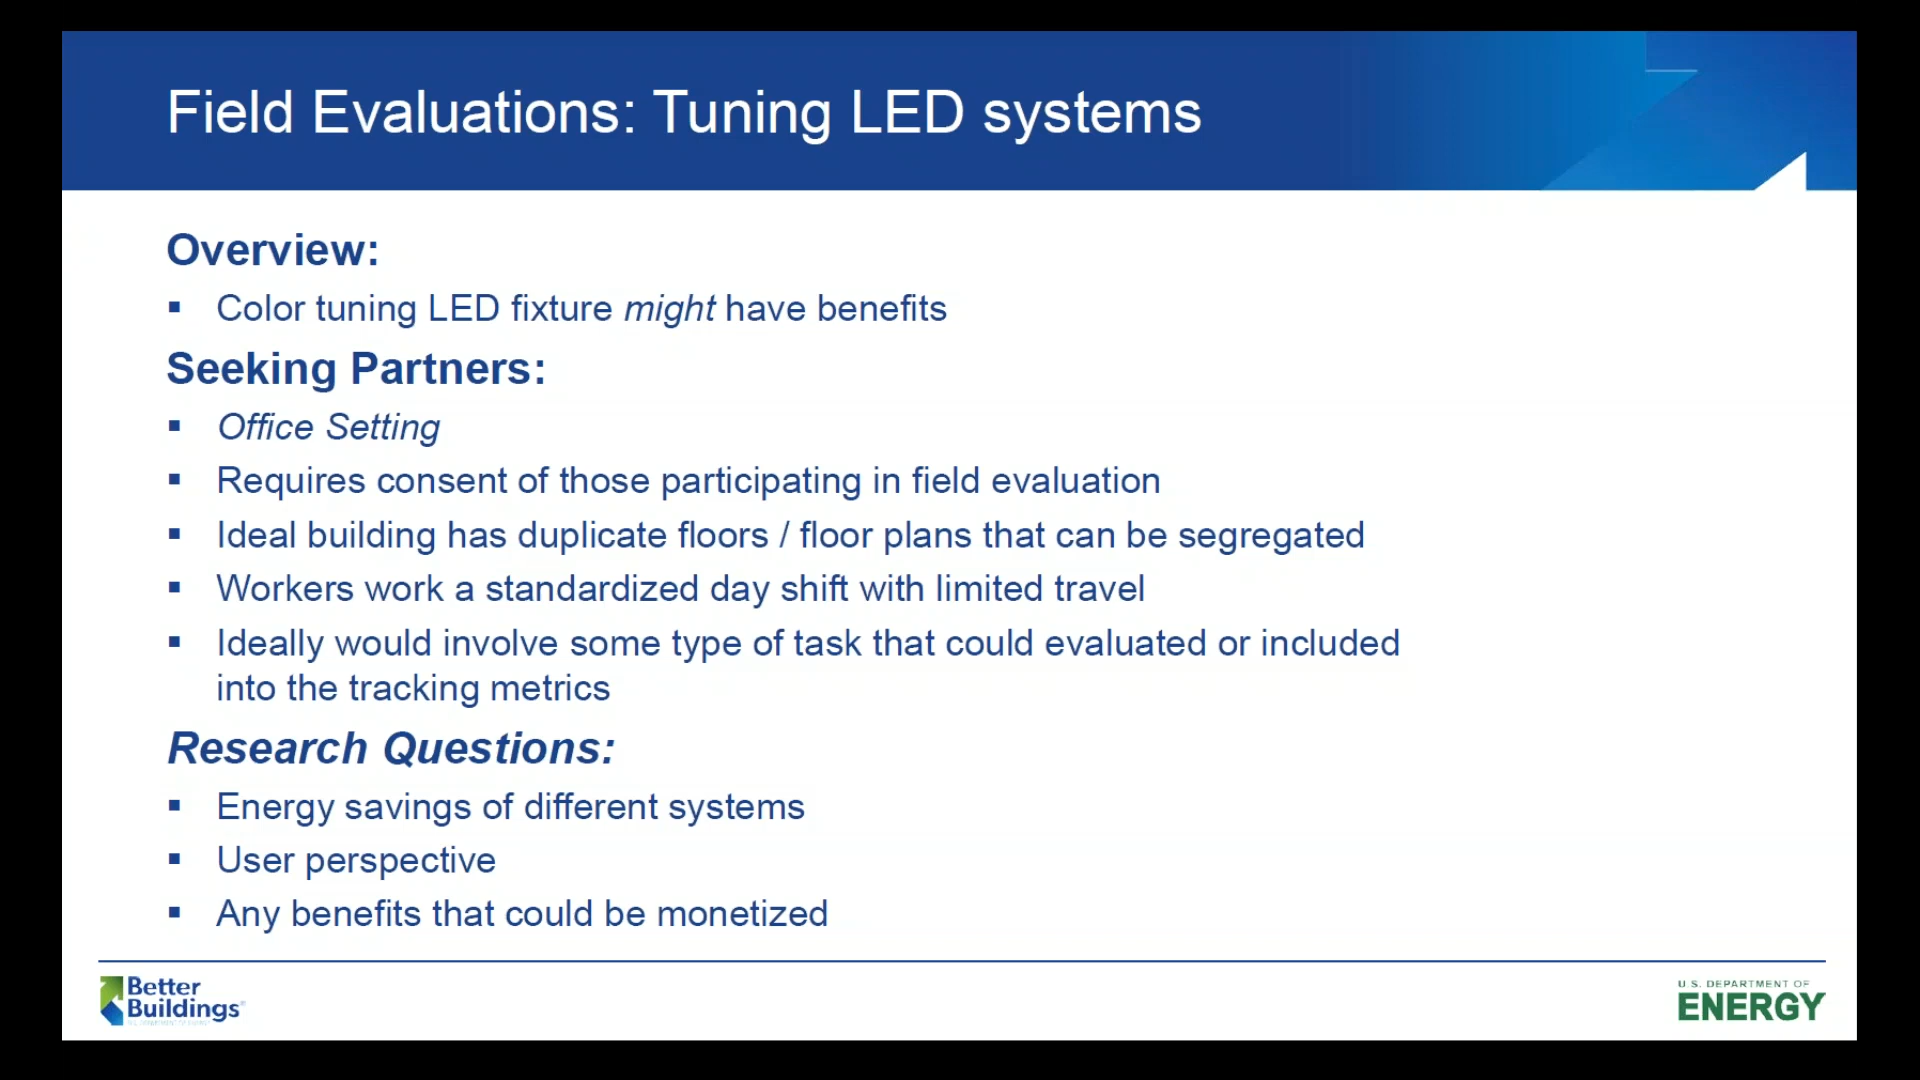 Field Evaluations: Tuning LED systems
Overview:
▪ Color tuning LED fixture might have benefits
Seeking Partners:
▪ Office Setting
▪ Requires consent of those participating in field evaluation
▪ Ideal building has duplicate floors / floor plans that can be segregated
▪ Workers work a standardized day shift with limited travel
▪ Ideally would involve some type of task that could evaluated or included
into the tracking metrics
Research Questions:
▪ Energy savings of different systems
▪ User perspective
▪ Any benefits that could be monetized
Better
Buildings®
U.S. DEPARTMENT OF
ENERGY